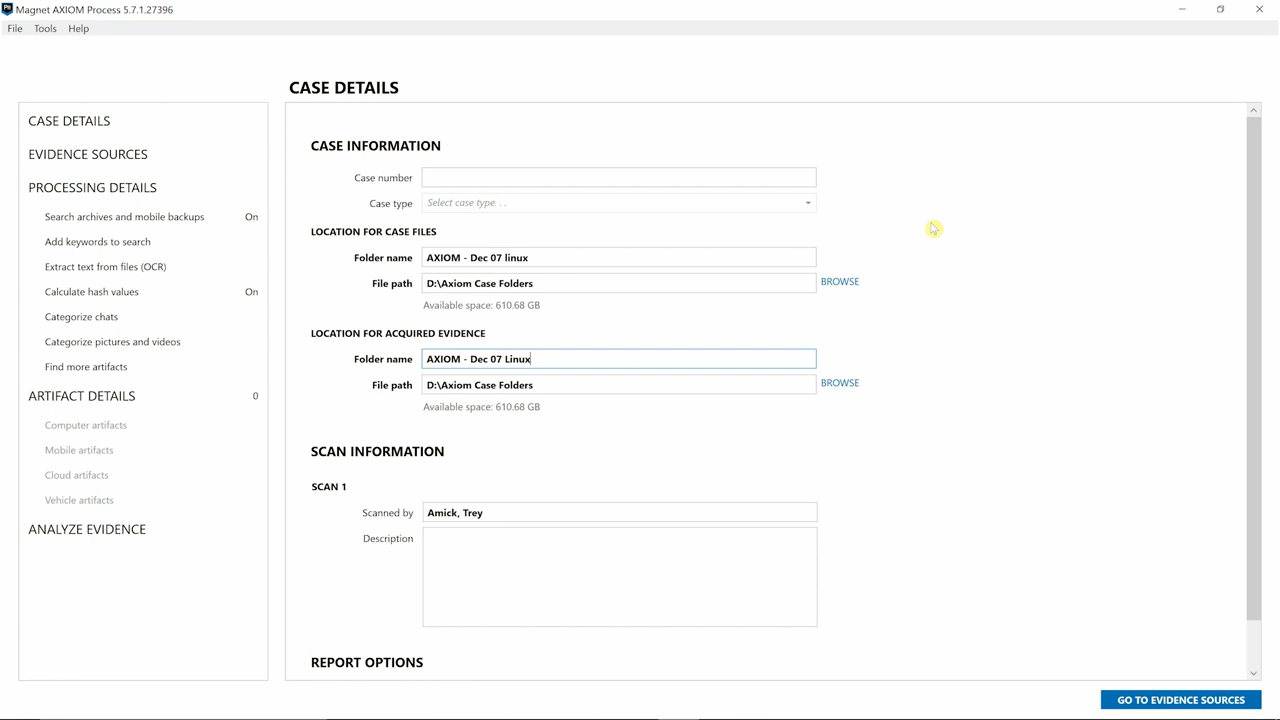 Magnet AXIOM Process 5.7.1.27396
File Tools Help
CASE DETAILS
CASE DETAILS
EVIDENCE SOURCES
PROCESSING DETAILS
Search archives and mobile backups On
Add keywords to search
Extract text from files (OCR)
Calculate hash values On
Categorize chats
Categorize pictures and videos
Find more artifacts
ARTIFACT DETAILS 0
Computer artifacts
Mobile artifacts
Cloud artifacts
Vehicle artifacts
ANALYZE EVIDENCE
CASE INFORMATION
Case number
Case type Select case type. . .
LOCATION FOR CASE FILES
Folder name AXIOM - Dec 07 linux
File path D:\Axiom Case Folders BROWSE
Available space: 610.68 GB
LOCATION FOR ACQUIRED EVIDENCE
Folder name AXIOM - Dec 07 Linux
File path D:\Axiom Case Folders BROWSE
Available space: 610.68 GB
SCAN INFORMATION
SCAN 1
Scanned by Amick, Trey
Description
REPORT OPTIONS
GO TO EVIDENCE SOURCES